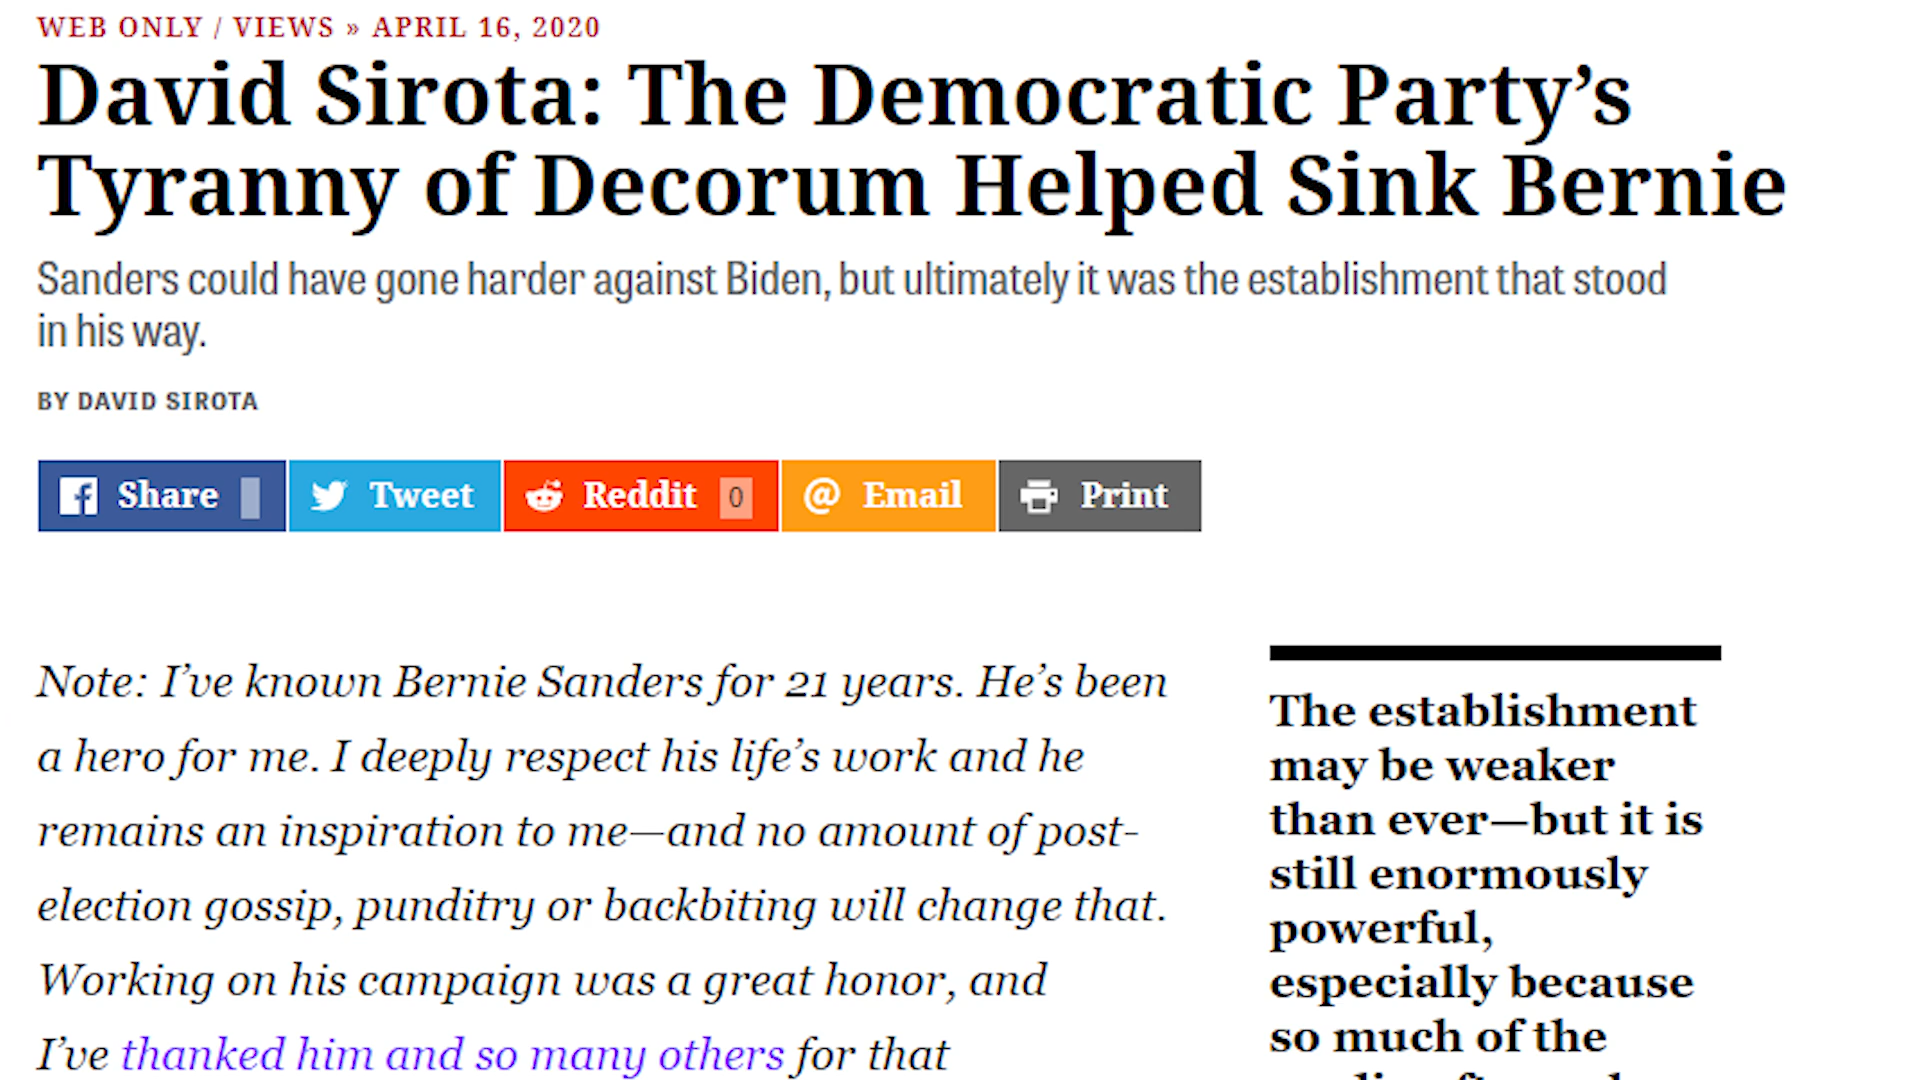 WEB ONLY / VIEWS » APRIL 16, 2020
David Sirota: The Democratic Party’s
Tyranny of Decorum Helped Sink Bernie
Sanders could have gone harder against Biden, but ultimately it was the establishment that stood
in his way.
BY DAVID SIROTA
Share
Tweet
Reddit 0
Email
Print
Note: I’ve known Bernie Sanders for 21 years. He’s been
a hero for me. I deeply respect his life’s work and he
remains an inspiration to me—and no amount of post-
election gossip, punditry or backbiting will change that.
Working on his campaign was a great honor, and
I’ve thanked him and so many others for that
The establishment
may be weaker
than ever—but it is
still enormously
powerful,
especially because
so much of the